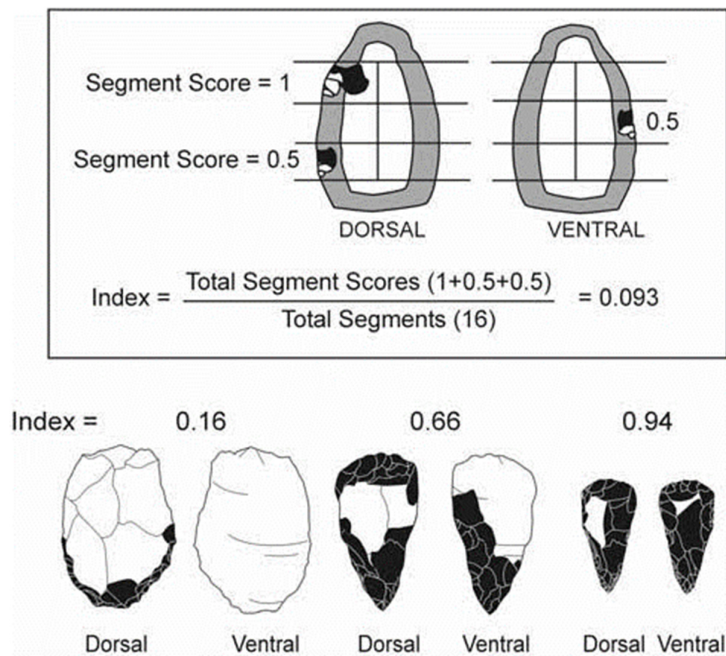 Segment Score = 1
Segment Score = 0.5
0.5
DORSAL
VENTRAL
Index = Total Segment Scores (1+0.5+0.5) = 0.093
Total Segments (16)
Index = 0.16 0.66 0.94
Dorsal Ventral Dorsal Ventral Dorsal Ventral